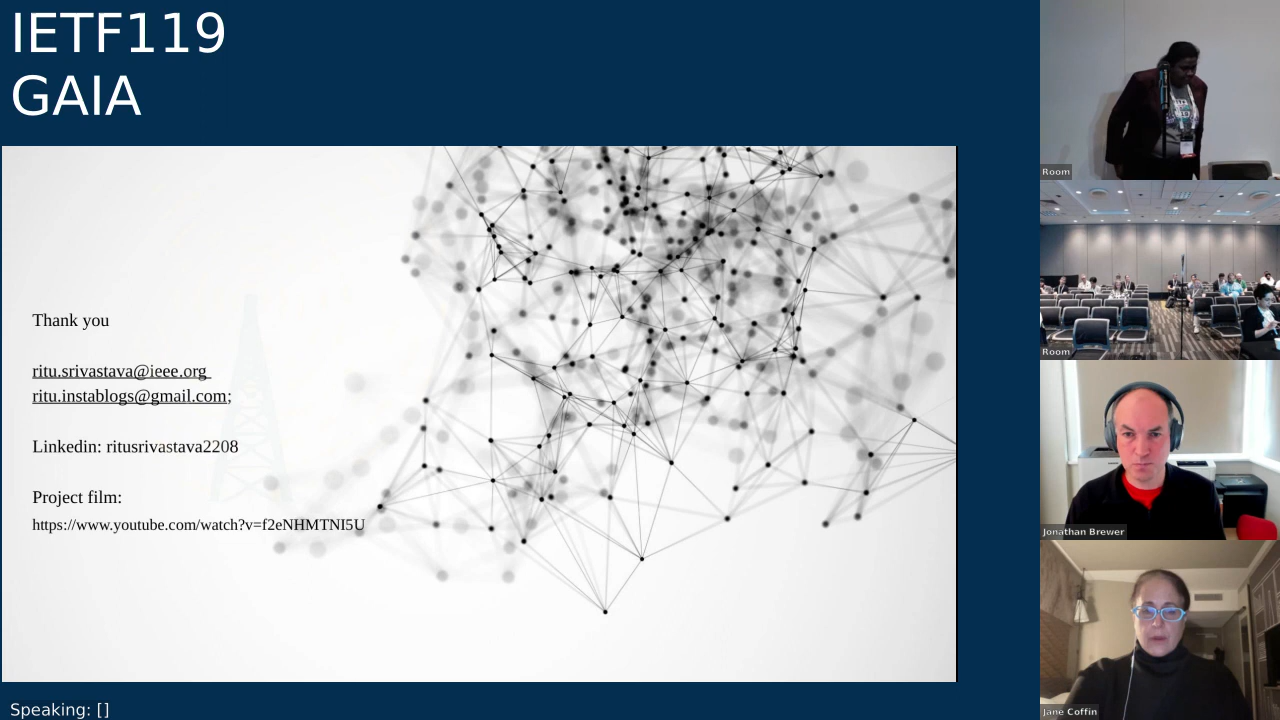 IETF119
GAIA
Thank you
ritu.srivastava@ieee.org
ritu.instablogs@gmail.com;
Linkedin: ritusrivastava2208
Project film:
https://www.youtube.com/watch?v=f2eNHMTNI5U
Speaking: []
Room
Room
Jonathan Brewer
Jane Coffin